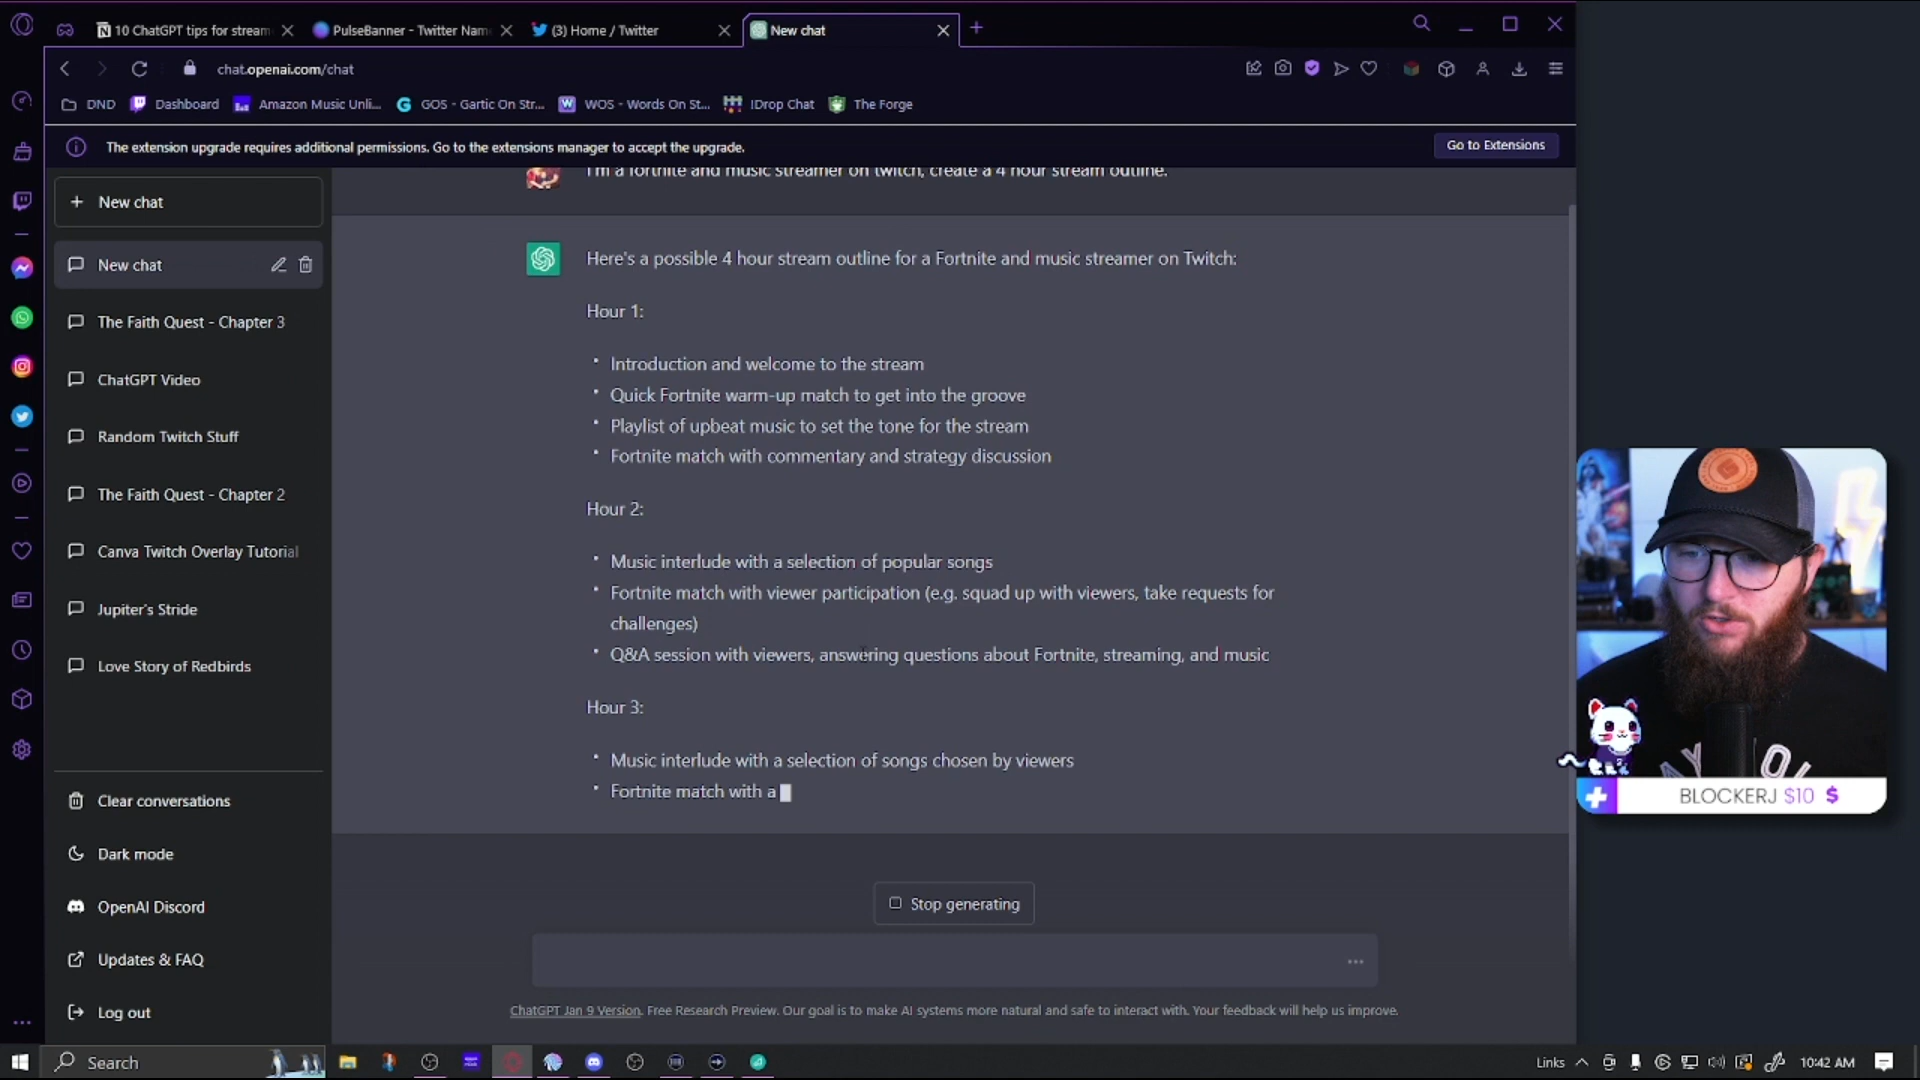 10 ChatGPT tips for stream
PulseBanner - Twitter Nam
(3) Home / Twitter
New chat
chat.openai.com/chat
DND
Dashboard
Amazon Music Unli...
GOS - Gartic On Str...
WOS - Words On St...
!Drop Chat
The Forge
The extension upgrade requires additional permissions. Go to the extensions manager to accept the upgrade.
Go to Extensions
New chat
New chat
The Faith Quest - Chapter 3
ChatGPT Video
Random Twitch Stuff
The Faith Quest - Chapter 2
Canva Twitch Overlay Tutorial
Jupiter's Stride
Love Story of Redbirds
Clear conversations
Dark mode
OpenAI Discord
Updates & FAQ
Log out
I'm a fortnite and music streamer on twitch, create a 4 hour stream outline.
Here's a possible 4 hour stream outline for a Fortnite and music streamer on Twitch:
Hour 1:
• Introduction and welcome to the stream
• Quick Fortnite warm-up match to get into the groove
• Playlist of upbeat music to set the tone for the stream
• Fortnite match with commentary and strategy discussion
Hour 2:
• Music interlude with a selection of popular songs
• Fortnite match with viewer participation (e.g. squad up with viewers, take requests for
challenges)
• Q&A session with viewers, answering questions about Fortnite, streaming, and music
Hour 3:
• Music interlude with a selection of songs chosen by viewers
• Fortnite match with a
Stop generating
ChatGPT Jan 9 Version. Free Research Preview. Our goal is to make AI systems more natural and safe to interact with. Your feedback will help us improve.
BLOCKERJ $10 $
Search
Links
10:42 AM